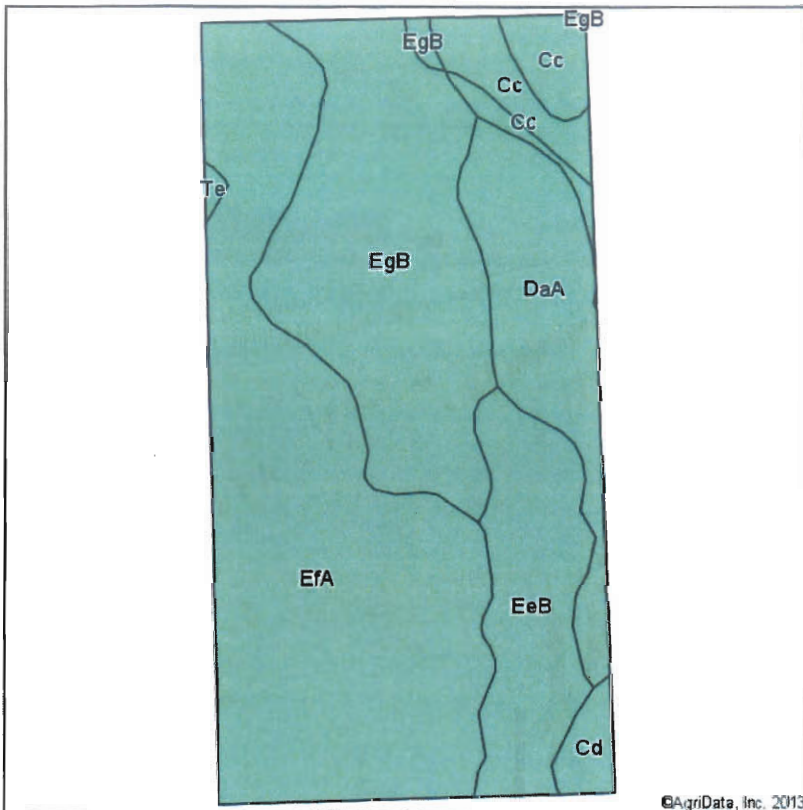 EgB
EgB
Cc
Cc
Cc
Te
EgB
DaA
EfA
EeB
Cd
©AgriData, Inc. 2013